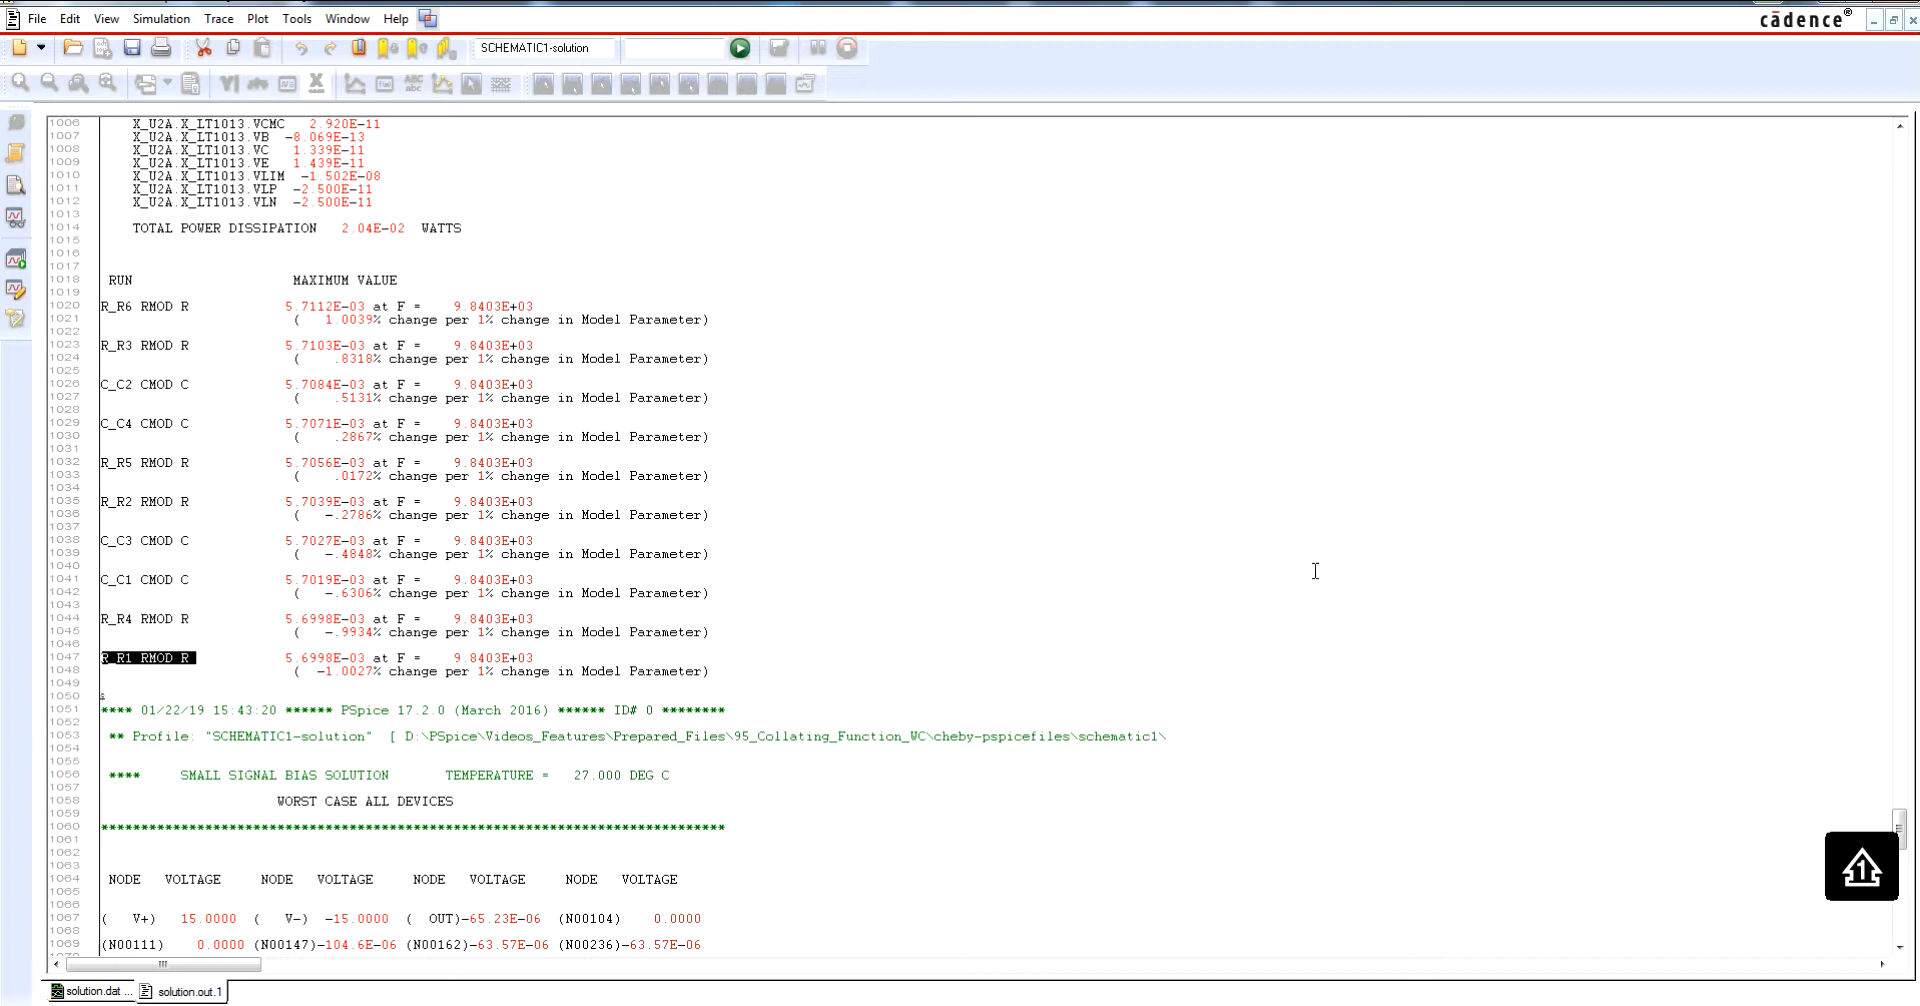 File Edit View Simulation Trace Plot Tools Window Help
cādence®
SCHEMATIC1-solution
1006 X_U2A.X_LT1013.VCMC 2.920E-11
1007 X_U2A.X_LT1013.VB -8.069E-13
1008 X_U2A.X_LT1013.VC 1.339E-11
1009 X_U2A.X_LT1013.VE 1.439E-11
1010 X_U2A.X_LT1013.VLIM -1.502E-08
1011 X_U2A.X_LT1013.VLP -2.500E-11
1012 X_U2A.X_LT1013.VLN -2.500E-11
1013
1014 TOTAL POWER DISSIPATION 2.04E-02 WATTS
1015
1016
1017
1018 RUN MAXIMUM VALUE
1019
1020 R_R6 RMOD R 5.7112E-03 at F = 9.8403E+03
1021 ( 1.0039% change per 1% change in Model Parameter)
1022
1023 R_R3 RMOD R 5.7103E-03 at F = 9.8403E+03
1024 ( .8318% change per 1% change in Model Parameter)
1025
1026 C_C2 CMOD C 5.7084E-03 at F = 9.8403E+03
1027 ( .5131% change per 1% change in Model Parameter)
1028
1029 C_C4 CMOD C 5.7071E-03 at F = 9.8403E+03
1030 ( .2867% change per 1% change in Model Parameter)
1031
1032 R_R5 RMOD R 5.7056E-03 at F = 9.8403E+03
1033 ( .0172% change per 1% change in Model Parameter)
1034
1035 R_R2 RMOD R 5.7039E-03 at F = 9.8403E+03
1036 ( -.2786% change per 1% change in Model Parameter)
1037
1038 C_C3 CMOD C 5.7027E-03 at F = 9.8403E+03
1039 ( -.4848% change per 1% change in Model Parameter)
1040
1041 C_C1 CMOD C 5.7019E-03 at F = 9.8403E+03
1042 ( -.6306% change per 1% change in Model Parameter)
1043
1044 R_R4 RMOD R 5.6998E-03 at F = 9.8403E+03
1045 ( -.9934% change per 1% change in Model Parameter)
1046
1047 R_R1 RMOD R 5.6998E-03 at F = 9.8403E+03
1048 ( -1.0027% change per 1% change in Model Parameter)
1049
1050
1051 **** 01/22/19 15:43:20 ****** PSpice 17.2.0 (March 2016) ****** ID# 0 ********
1052
1053 ** Profile: "SCHEMATIC1-solution" [ D:\PSpice\Videos_Features\Prepared_Files\95_Collating_Function_WC\cheby-pspicefiles\schematic1\
1054
1055
1056 **** SMALL SIGNAL BIAS SOLUTION TEMPERATURE = 27.000 DEG C
1057
1058 WORST CASE ALL DEVICES
1059
1060 ******************************************************************************
1061
1062
1063
1064 NODE VOLTAGE NODE VOLTAGE NODE VOLTAGE NODE VOLTAGE
1065
1066
1067 ( V+) 15.0000 ( V-) -15.0000 ( OUT)-65.23E-06 (N00104) 0.0000
1068
1069 (N00111) 0.0000 (N00147)-104.6E-06 (N00162)-63.57E-06 (N00236)-63.57E-06
1
solution.dat ... solution.out.1